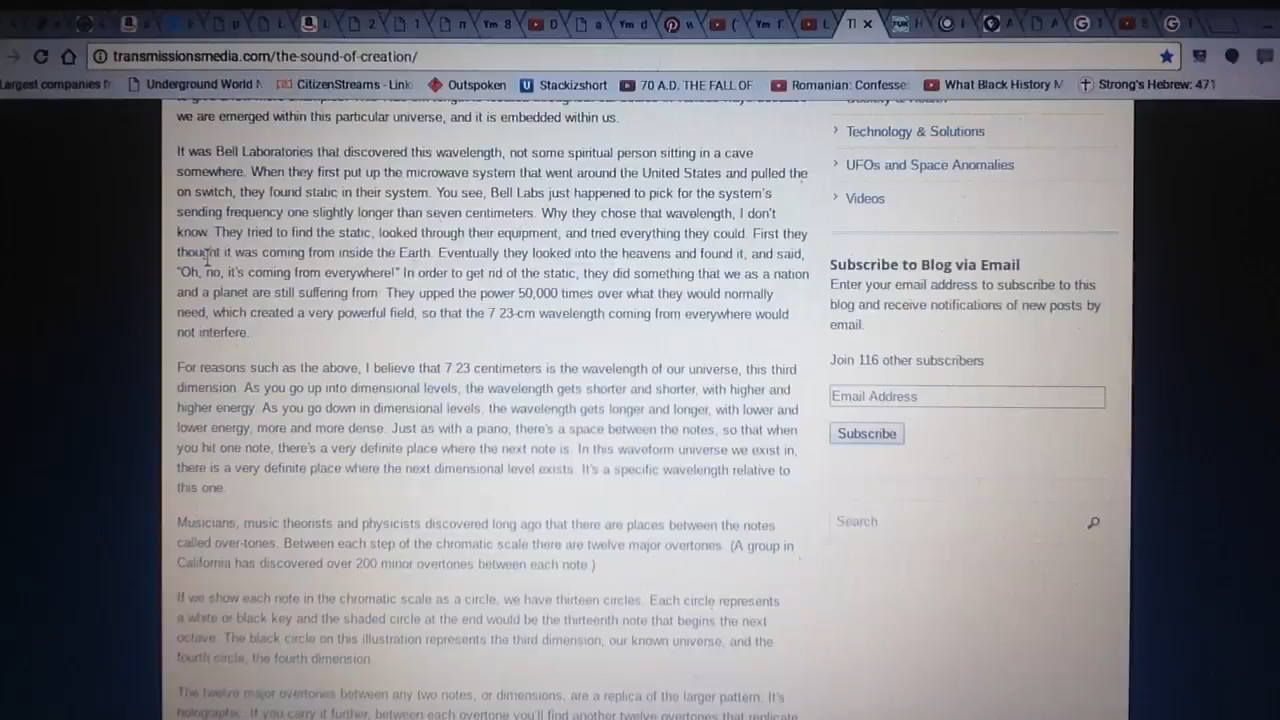 transmissionsmedia.com/the-sound-of-creation/
Largest companies
Underground World
CitizenStreams - Link
Outspoken
Stackizshort
70 A.D. THE FALL OF
Romanian: Confesse
What Black History M
Strong's Hebrew: 471
we are emerged within this particular universe, and it is embedded within us.
It was Bell Laboratories that discovered this wavelength, not some spiritual person sitting in a cave
somewhere. When they first put up the microwave system that went around the United States and pulled the
on switch, they found static in their system. You see, Bell Labs just happened to pick for the system's
sending frequency one slightly longer than seven centimeters. Why they chose that wavelength, I don't
know. They tried to find the static, looked through their equipment, and tried everything they could. First they
thought it was coming from inside the Earth. Eventually they looked into the heavens and found it, and said,
"Oh, no, it's coming from everywhere!" In order to get rid of the static, they did something that we as a nation
and a planet are still suffering from: They upped the power 50,000 times over what they would normally
need, which created a very powerful field, so that the 7.23-cm wavelength coming from everywhere would
not interfere.
For reasons such as the above, I believe that 7.23 centimeters is the wavelength of our universe, this third
dimension. As you go up into dimensional levels, the wavelength gets shorter and shorter, with higher and
higher energy. As you go down in dimensional levels, the wavelength gets longer and longer, with lower and
lower energy, more and more dense. Just as with a piano, there's a space between the notes, so that when
you hit one note, there's a very definite place where the next note is. In this waveform universe we exist in,
there is a very definite place where the next dimensional level exists. It's a specific wavelength relative to
this one.
Musicians, music theorists and physicists discovered long ago that there are places between the notes
called over-tones. Between each step of the chromatic scale there are twelve major overtones. (A group in
California has discovered over 200 minor overtones between each note.)
If we show each note in the chromatic scale as a circle, we have thirteen circles. Each circle represents
a white or black key and the shaded circle at the end would be the thirteenth note that begins the next
octave. The black circle on this illustration represents the third dimension, our known universe, and the
fourth circle, the fourth dimension.
The twelve major overtones between any two notes, or dimensions, are a replica of the larger pattern. It's
holographic. If you carry it further, between each overtone you'll find another twelve overtones that replicate
Technology & Solutions
UFOs and Space Anomalies
Videos
Subscribe to Blog via Email
Enter your email address to subscribe to this
blog and receive notifications of new posts by
email.
Join 116 other subscribers
Email Address
Subscribe
Search